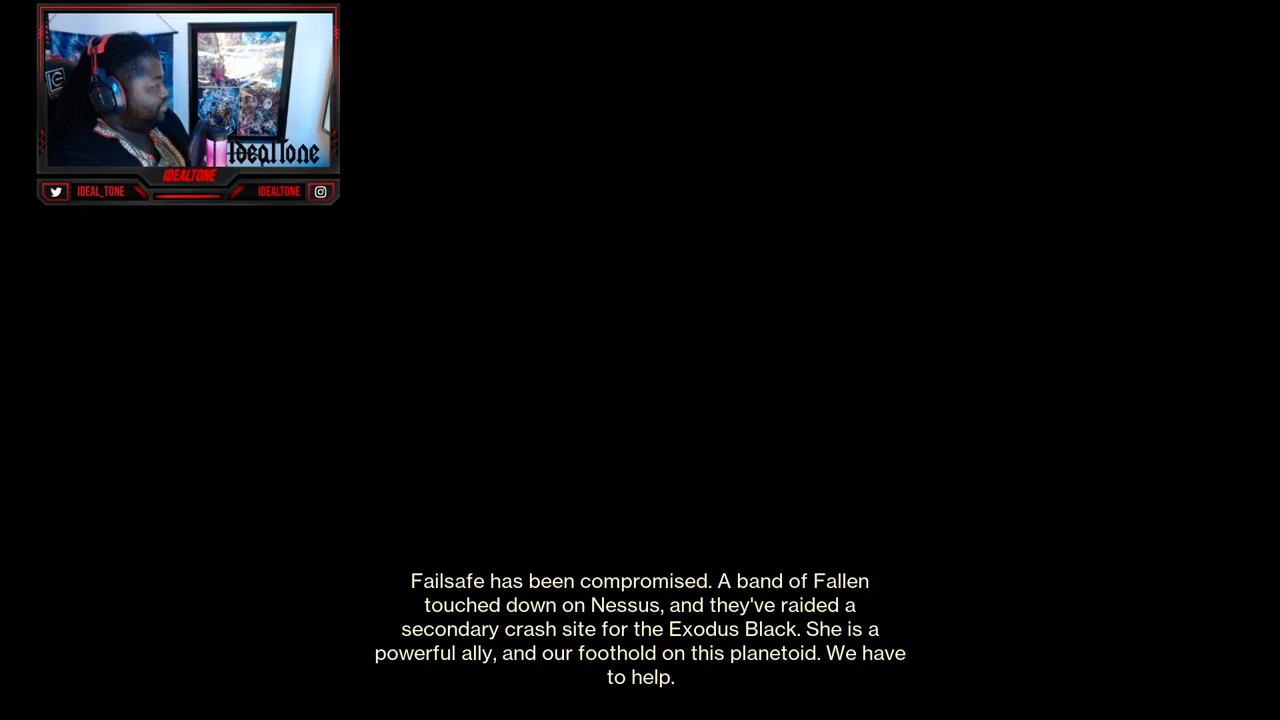 IdealTone
IDEALTONE
IDEAL_TONE
IDEALTONE
Failsafe has been compromised. A band of Fallen
touched down on Nessus, and they've raided a
secondary crash site for the Exodus Black. She is a
powerful ally, and our foothold on this planetoid. We have
to help.